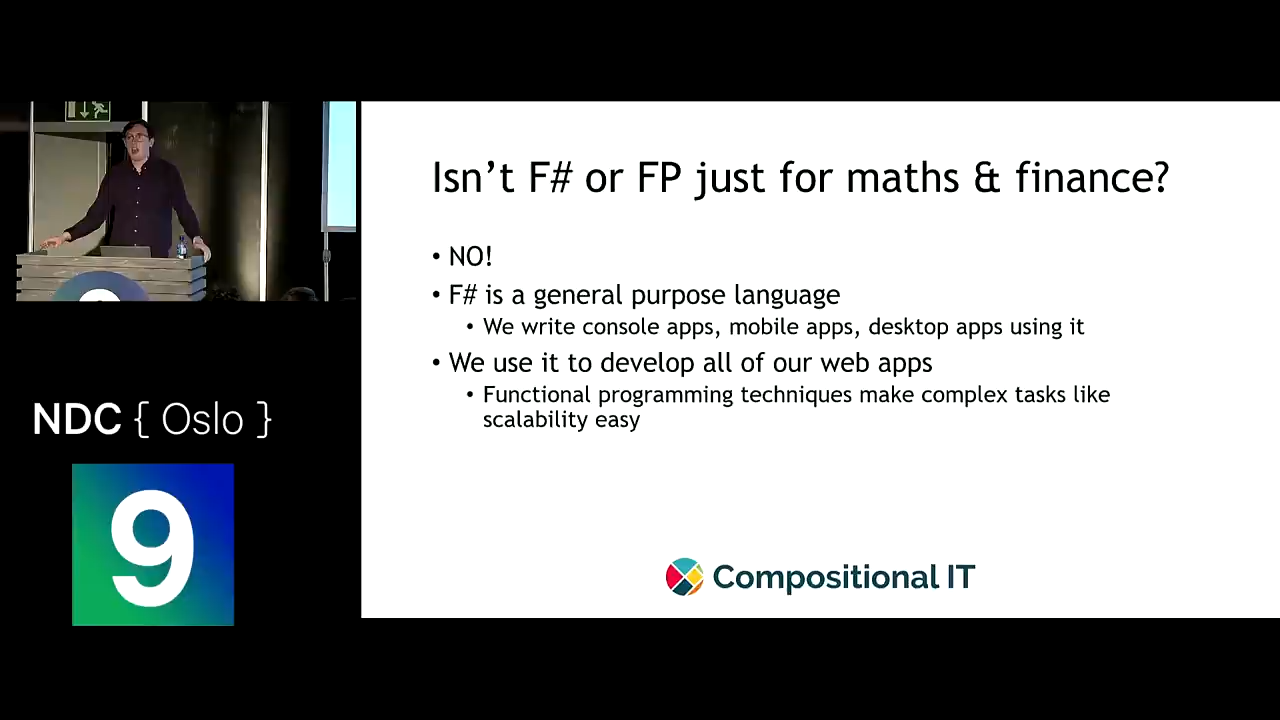 Isn't F# or FP just for maths & finance?
• NO!
• F# is a general purpose language
• We write console apps, mobile apps, desktop apps using it
• We use it to develop all of our web apps
• Functional programming techniques make complex tasks like
scalability easy
NDC { Oslo }
9
Compositional IT